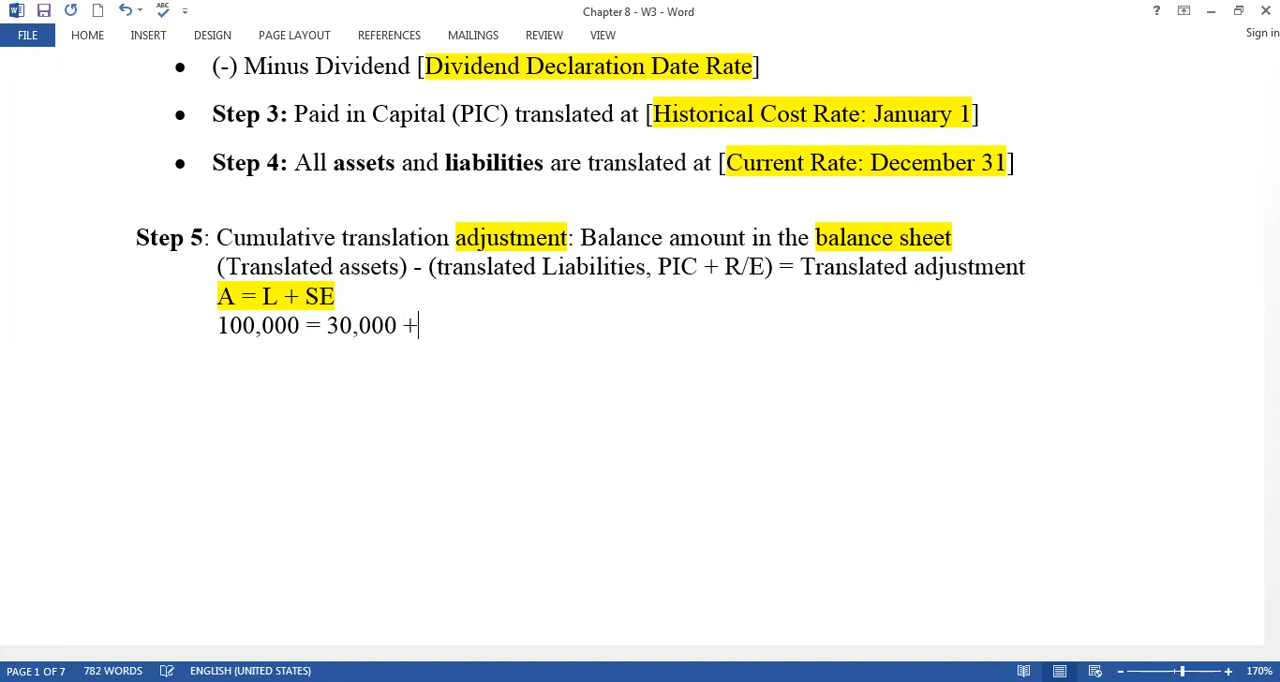 ABC
Chapter 8 - W3 - Word
?
FILE HOME INSERT DESIGN PAGE LAYOUT REFERENCES MAILINGS REVIEW VIEW Sign in
• (-) Minus Dividend [Dividend Declaration Date Rate]
• Step 3: Paid in Capital (PIC) translated at [Historical Cost Rate: January 1]
• Step 4: All assets and liabilities are translated at [Current Rate: December 31]
Step 5: Cumulative translation adjustment: Balance amount in the balance sheet
(Translated assets) - (translated Liabilities, PIC + R/E) = Translated adjustment
A = L + SE
100,000 = 30,000 +
PAGE 1 OF 7 782 WORDS ENGLISH (UNITED STATES) 170%